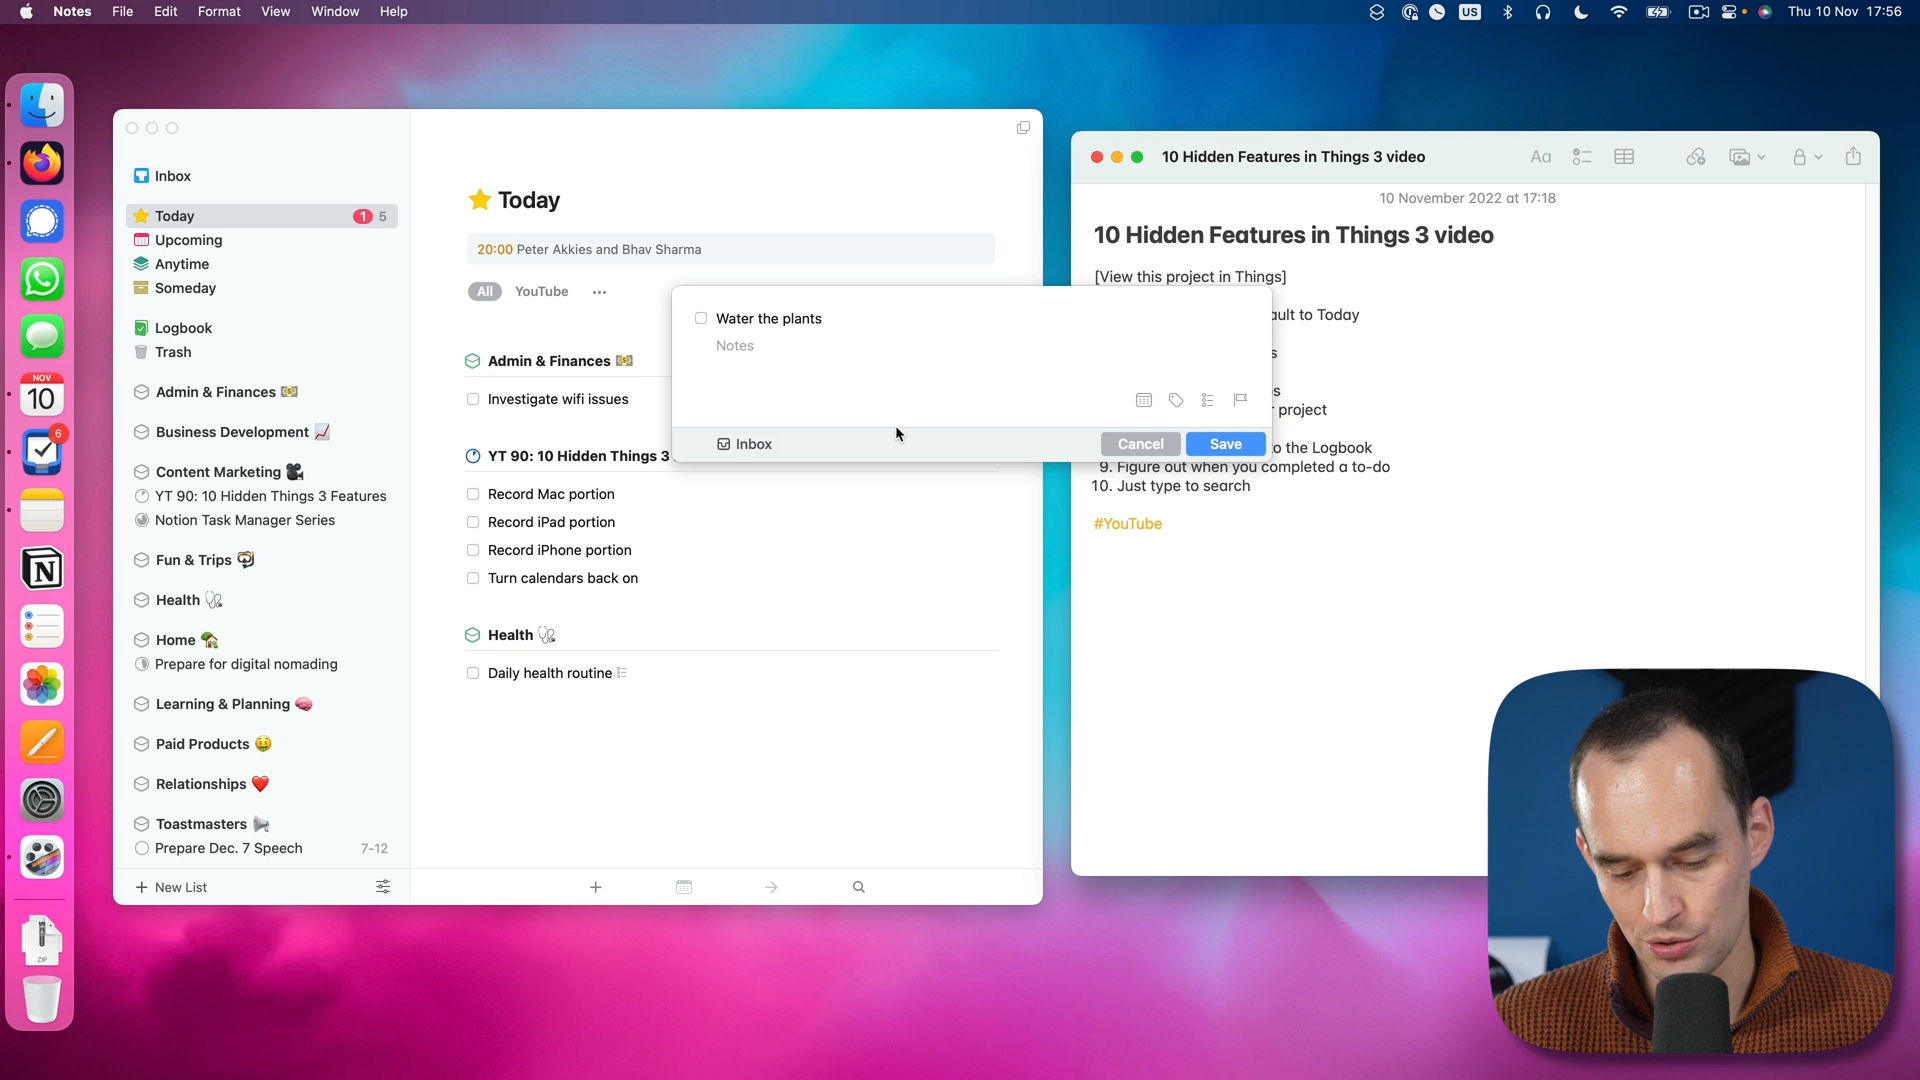 Notes File Edit Format View Window Help
US
Thu 10 Nov 17:56
NOV
10
6
ZIP
Inbox
Today 1 5
Upcoming
Anytime
Someday
Logbook
Trash
Admin & Finances
Business Development
Content Marketing
YT 90: 10 Hidden Things 3 Features
Notion Task Manager Series
Fun & Trips
Health
Home
Prepare for digital nomading
Learning & Planning
Paid Products
Relationships
Toastmasters
Prepare Dec. 7 Speech 7-12
New List
Today
20:00 Peter Akkies and Bhav Sharma
All YouTube
Admin & Finances
Investigate wifi issues
YT 90: 10 Hidden Things 3
Record Mac portion
Record iPad portion
Record iPhone portion
Turn calendars back on
Health
Daily health routine
Water the plants
Notes
Inbox
Cancel Save
10 Hidden Features in Things 3 video
Aa
10 November 2022 at 17:18
10 Hidden Features in Things 3 video
[View this project in Things]
ault to Today
s
s
project
o the Logbook
9. Figure out when you completed a to-do
10. Just type to search
#YouTube